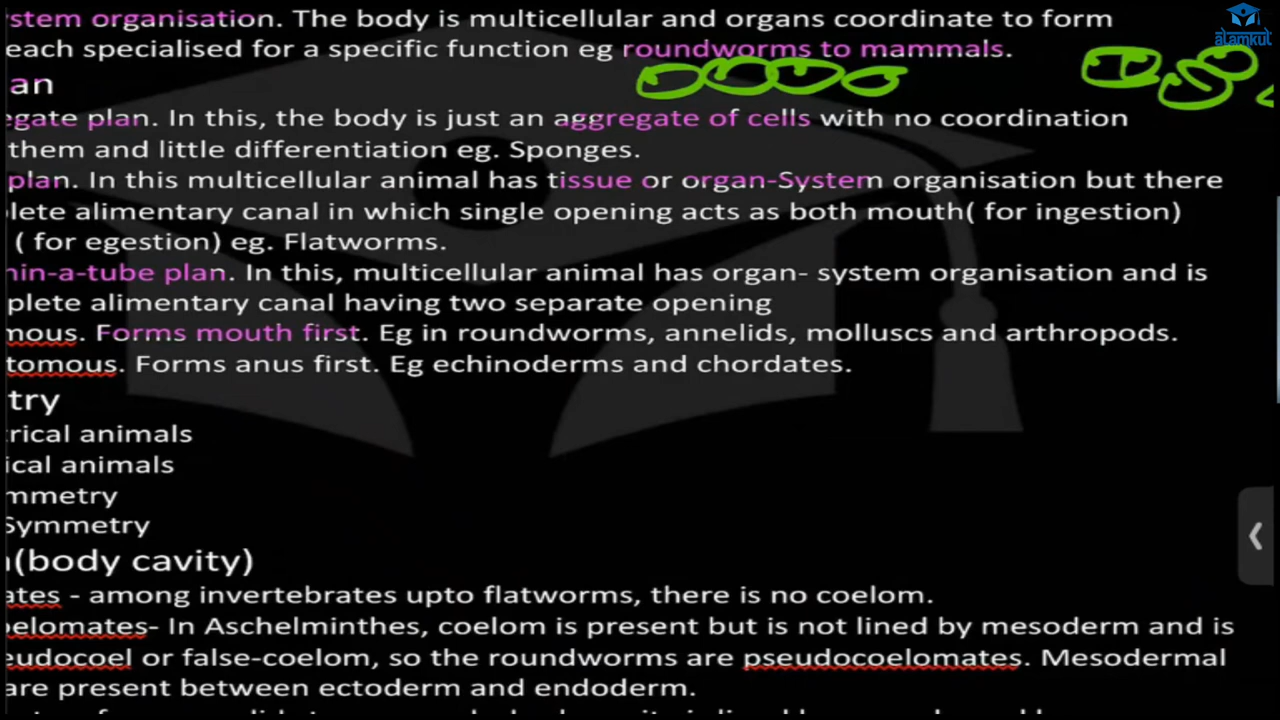 stem organisation. The body is multicellular and organs coordinate to form
each specialised for a specific function eg roundworms to mammals.
alamkul
an
egate plan. In this, the body is just an aggregate of cells with no coordination
them and little differentiation eg. Sponges.
plan. In this multicellular animal has tissue or organ-System organisation but there
lete alimentary canal in which single opening acts as both mouth( for ingestion)
( for egestion) eg. Flatworms.
hin-a-tube plan. In this, multicellular animal has organ- system organisation and is
plete alimentary canal having two separate opening
mous. Forms mouth first. Eg in roundworms, annelids, molluscs and arthropods.
tomous. Forms anus first. Eg echinoderms and chordates.
try
rical animals
ical animals
mmetry
Symmetry
(body cavity)
ates - among invertebrates upto flatworms, there is no coelom.
oelomates- In Aschelminthes, coelom is present but is not lined by mesoderm and is
eudocoel or false-coelom, so the roundworms are pseudocoelomates. Mesodermal
are present between ectoderm and endoderm.